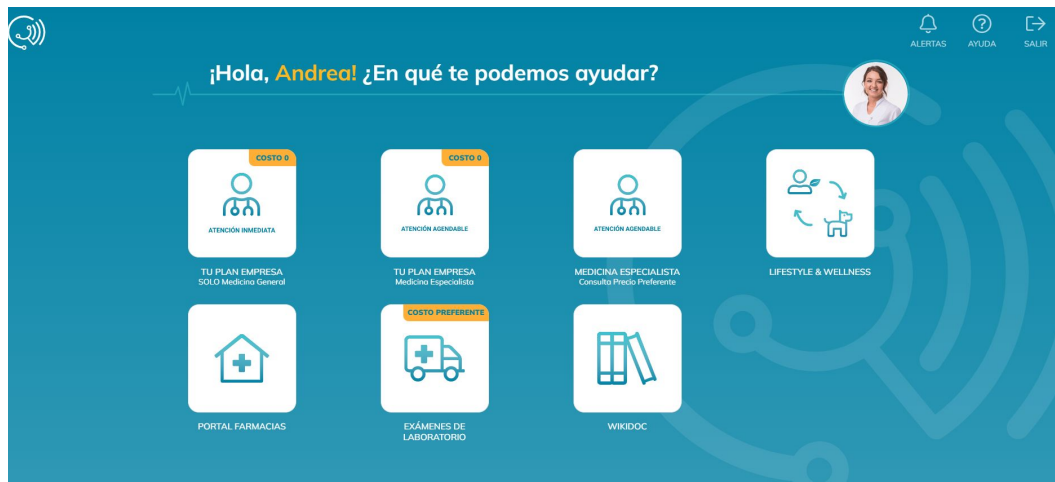 ALERTAS
AYUDA
SALIR
¡Hola, Andrea! ¿En qué te podemos ayudar?
COSTO 0
ATENCIÓN INMEDIATA
TU PLAN EMPRESA
SOLO Medicina General
COSTO 0
ATENCIÓN AGENDABLE
TU PLAN EMPRESA
Medicina Especialista
ATENCIÓN AGENDABLE
MEDICINA ESPECIALISTA
Consulta Precio Preferente
LIFESTYLE & WELLNESS
PORTAL FARMACIAS
COSTO PREFERENTE
EXÁMENES DE
LABORATORIO
WIKIDOC